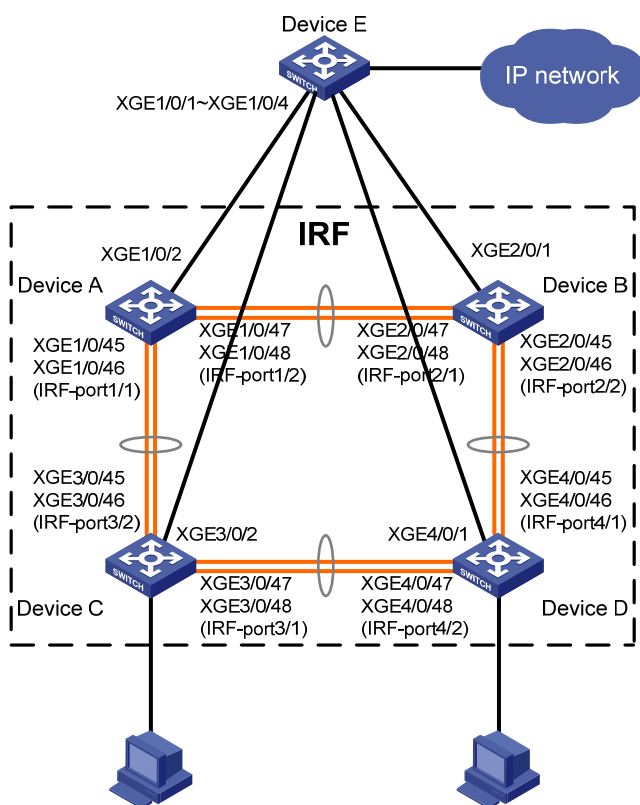 Device E
SWITCH
IP network
XGE1/0/1~XGE1/0/4
IRF
XGE1/0/2
XGE2/0/1
Device A
Device B
SWITCH
SWITCH
XGE1/0/45
XGE1/0/46
(IRF-port1/1)
XGE1/0/47
XGE1/0/48
(IRF-port1/2)
XGE2/0/47
XGE2/0/48
(IRF-port2/1)
XGE2/0/45
XGE2/0/46
(IRF-port2/2)
XGE3/0/45
XGE3/0/46
(IRF-port3/2)
XGE4/0/45
XGE4/0/46
(IRF-port4/1)
XGE3/0/2
XGE4/0/1
SWITCH
SWITCH
Device C
XGE3/0/47
XGE3/0/48
(IRF-port3/1)
XGE4/0/47
XGE4/0/48
(IRF-port4/2)
Device D